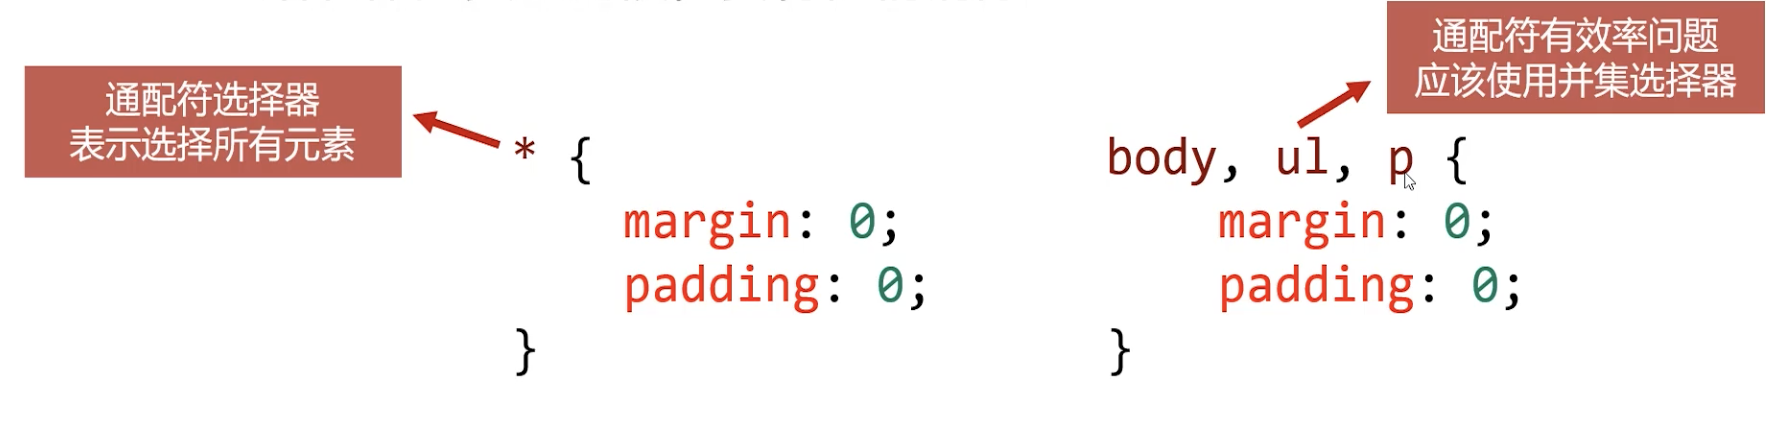 通配符有效率问题
应该使用并集选择器
通配符选择器
表示选择所有元素
* {
margin: 0;
padding: 0;
}
body, ul, p {
margin: 0;
padding: 0;
}